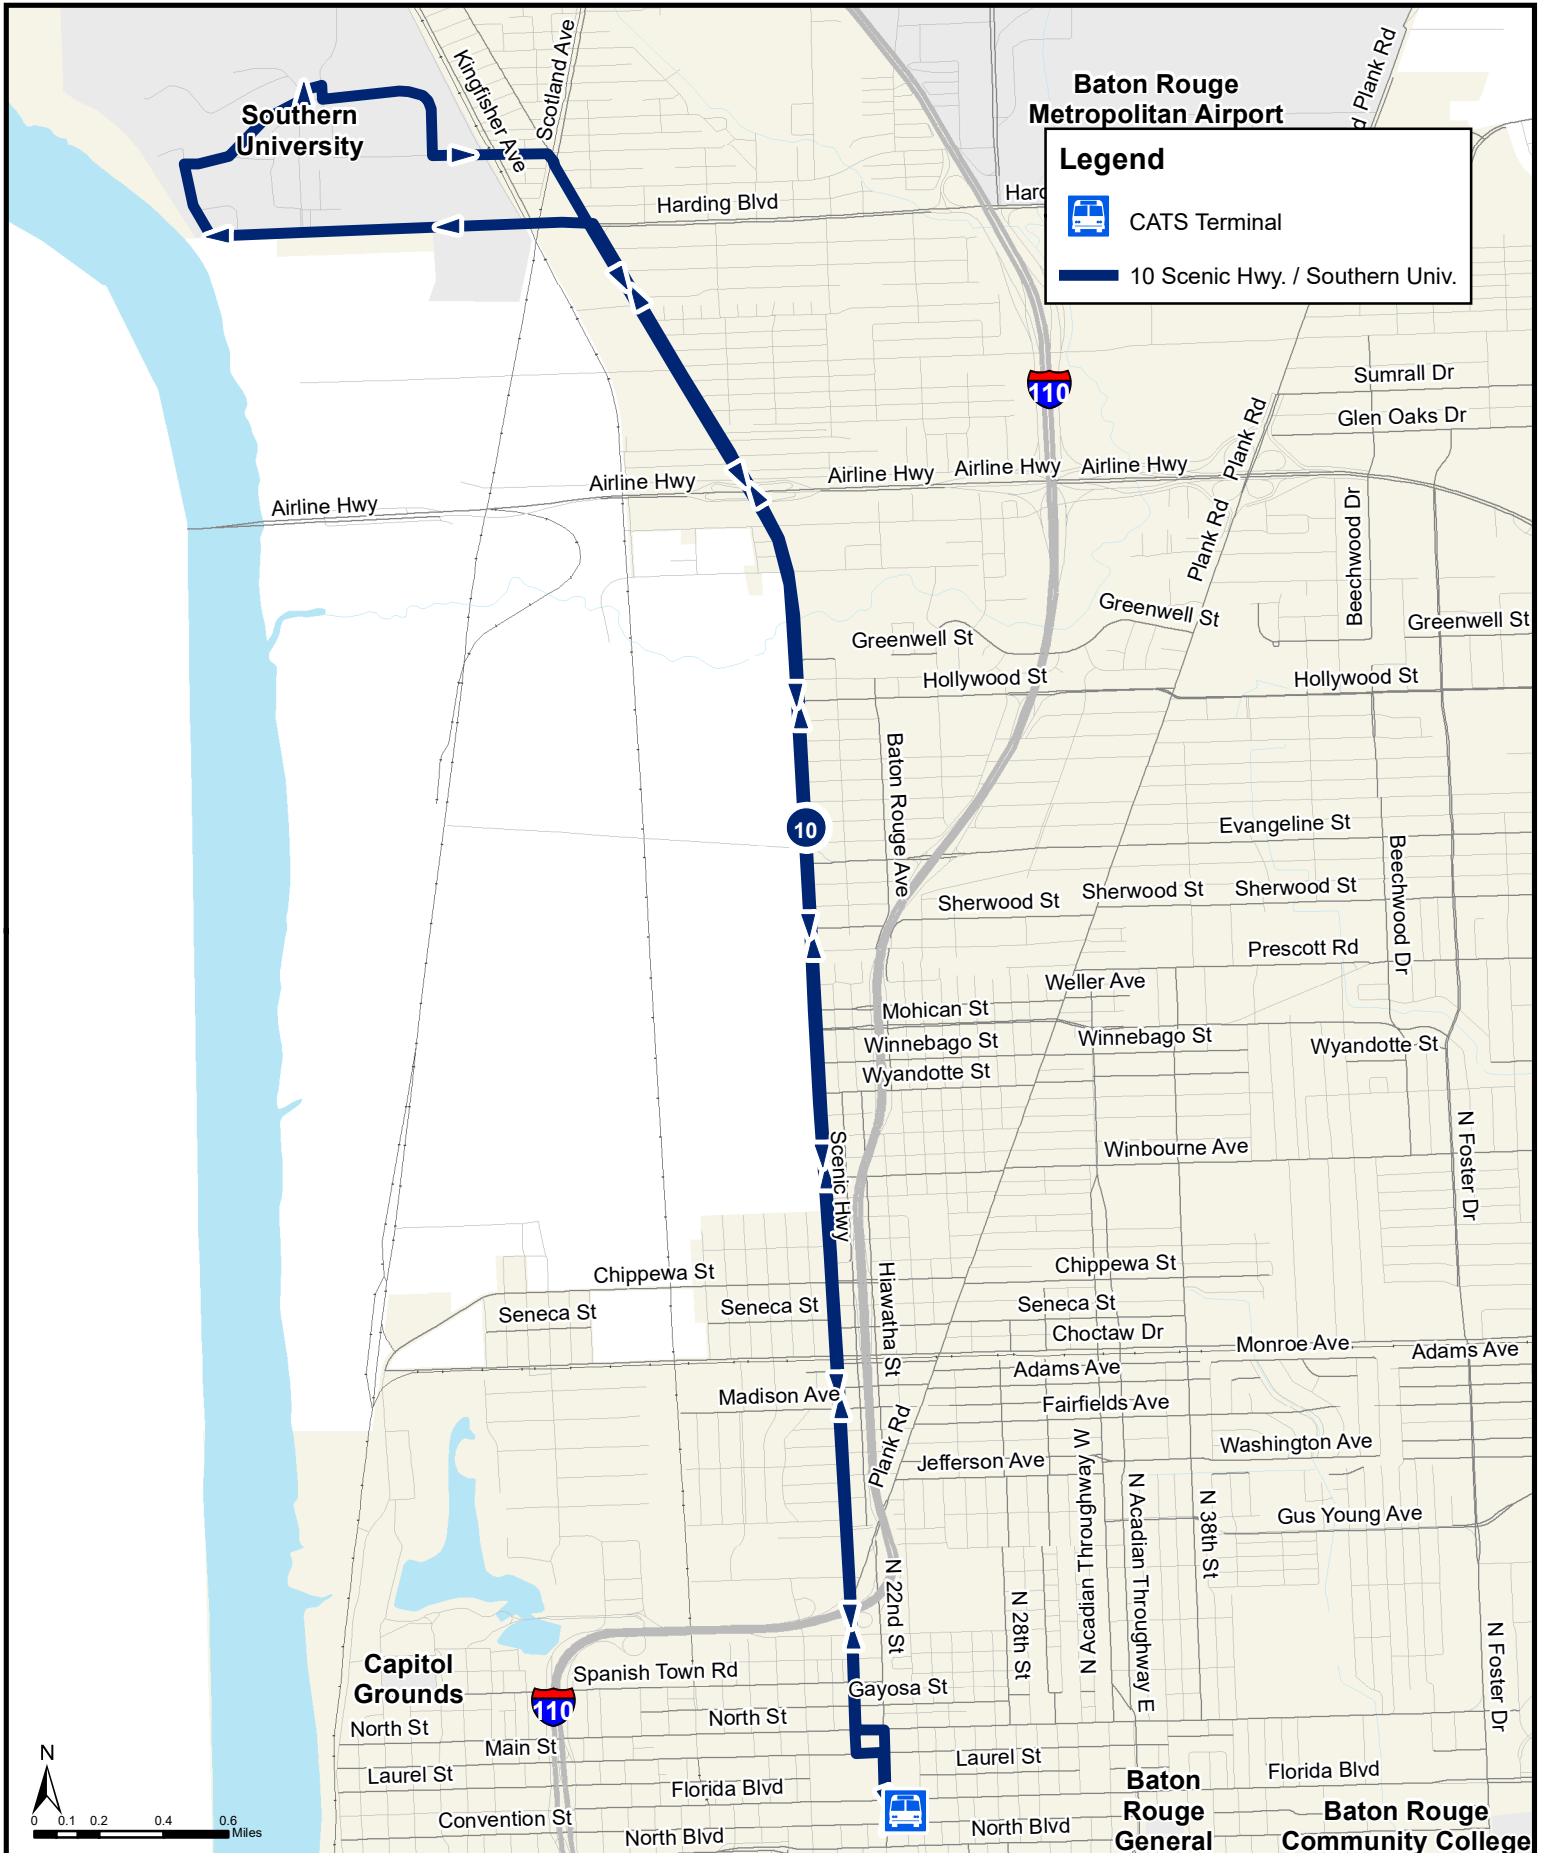 Kingfisher Ave
Scotland Ave
Southern
University
Baton Rouge
Metropolitan Airport
d Plank Rd
Legend
CATS Terminal
10 Scenic Hwy. / Southern Univ.
Harding Blvd
Hard
110
Sumrall Dr
Glen Oaks Dr
Plank Rd
Airline Hwy
Airline Hwy
Airline Hwy
Airline Hwy
Airline Hwy
Plank Rd
Beechwood Dr
Greenwell St
Greenwell St
Greenwell St
Hollywood St
Hollywood St
Baton Rouge Ave
10
Evangeline St
Beechwood Dr
Sherwood St
Sherwood St
Sherwood St
Prescott Rd
Weller Ave
Mohican St
Winnebago St
Winnebago St
Wyandotte St
Wyandotte St
N Foster Dr
Scenic Hwy
Winbourne Ave
Chippewa St
Chippewa St
Hiawatha St
Seneca St
Seneca St
Seneca St
Choctaw Dr
Monroe Ave
Adams Ave
Adams Ave
Madison Ave
Fairfields Ave
Plank Rd
Jefferson Ave
N Acadian Throughway W
Washington Ave
N Acadian Throughway E
N 38th St
Gus Young Ave
N 22nd St
N 28th St
N Foster Dr
Capitol
Grounds
Spanish Town Rd
Gayosa St
110
North St
North St
Main St
Laurel St
Laurel St
Florida Blvd
Florida Blvd
Convention St
North Blvd
North Blvd
Baton
Rouge
General
Baton Rouge
Community College
N
0 0.1 0.2 0.4 0.6
Miles